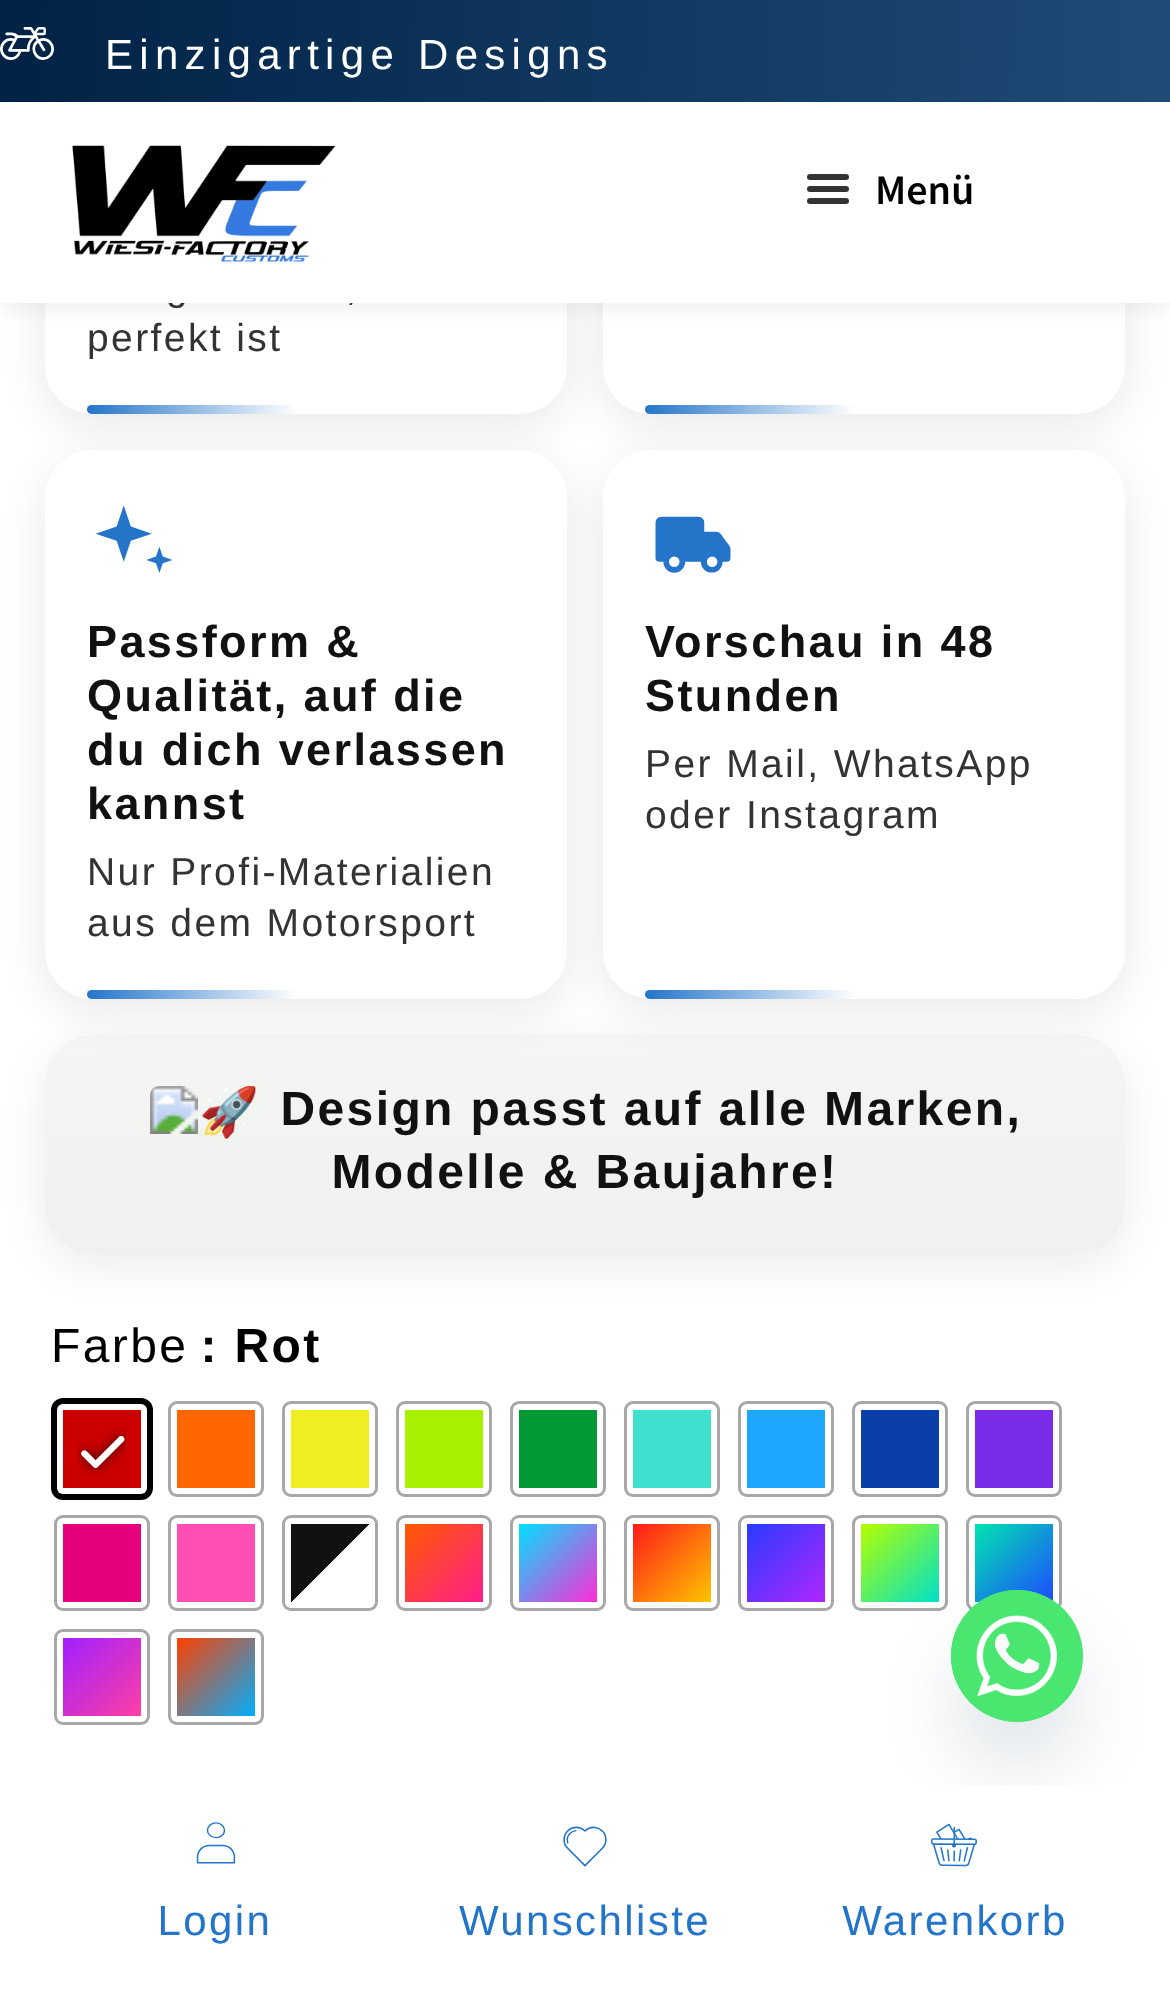 Einzigartige Designs
WFC
WIESI-FACTORY
CUSTOMS
Menü
perfekt ist
Passform &
Qualität, auf die
du dich verlassen
kannst
Nur Profi-Materialien
aus dem Motorsport
Vorschau in 48
Stunden
Per Mail, WhatsApp
oder Instagram
🚀 Design passt auf alle Marken,
Modelle & Baujahre!
Farbe : Rot
Login
Wunschliste
Warenkorb